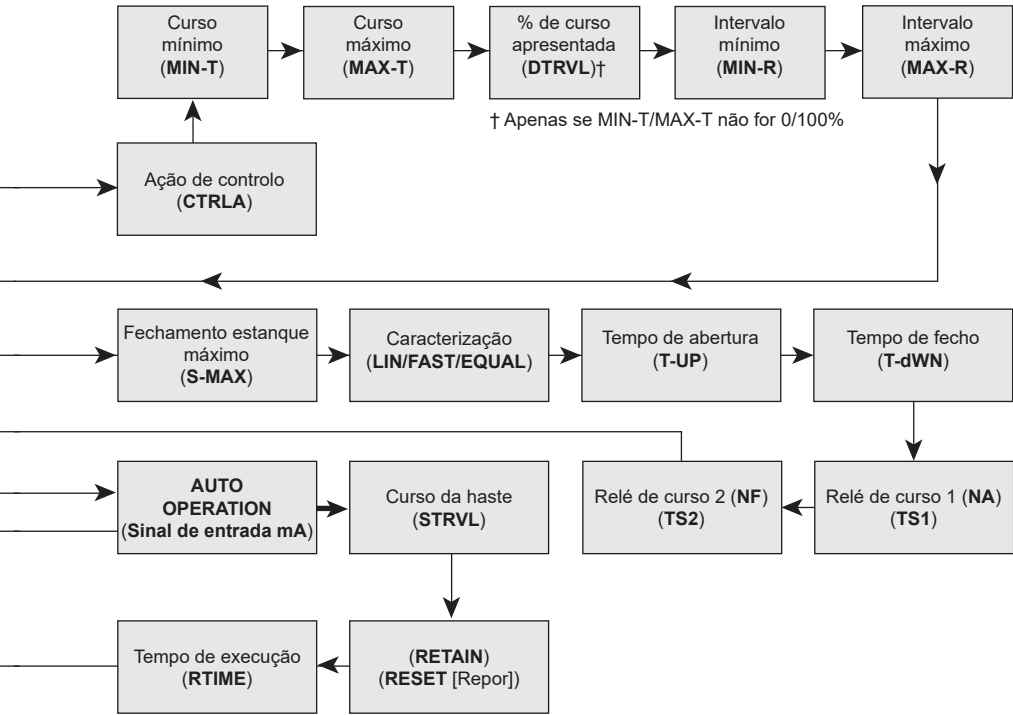 Curso
mínimo
(MIN-T)
Curso
máximo
(MAX-T)
% de curso
apresentada
(DTRVL)†
Intervalo
mínimo
(MIN-R)
Intervalo
máximo
(MAX-R)
† Apenas se MIN-T/MAX-T não for 0/100%
Ação de controlo
(CTRLA)
Fechamento estanque
máximo
(S-MAX)
Caracterização
(LIN/FAST/EQUAL)
Tempo de abertura
(T-UP)
Tempo de fecho
(T-dWN)
AUTO
OPERATION
(Sinal de entrada mA)
Curso da haste
(STRVL)
Relé de curso 2 (NF)
(TS2)
Relé de curso 1 (NA)
(TS1)
Tempo de execução
(RTIME)
(RETAIN)
(RESET [Repor])